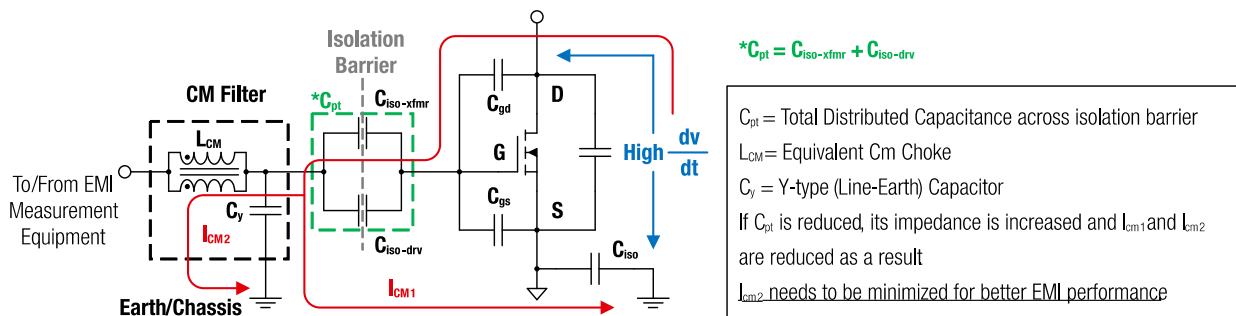 Isolation
Barrier
*Cpt = Ciso-xfmr + Ciso-drv
CM Filter
*Cpt
Ciso-xfmr
Cgd
D
LCM
G
High dv/dt
To/From EMI
Measurement
Equipment
Cy
Cgs
S
ICM2
Ciso-drv
Ciso
ICM1
Earth/Chassis
Cpt = Total Distributed Capacitance across isolation barrier
LCM = Equivalent Cm Choke
Cy = Y-type (Line-Earth) Capacitor
If Cpt is reduced, its impedance is increased and Icm1 and Icm2
are reduced as a result
Icm2 needs to be minimized for better EMI performance